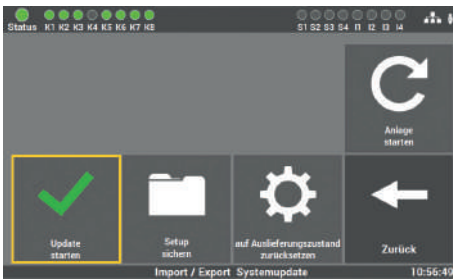 Status K1 K2 K3 K4 K5 K6 K7 K8 S1 S2 S3 S4 I1 I2 I3 I4
Anlage
starten
Update
starten
Setup
sichern
auf Auslieferungszustand
zurücksetzen
Zurück
Import / Export Systemupdate 10:56:49